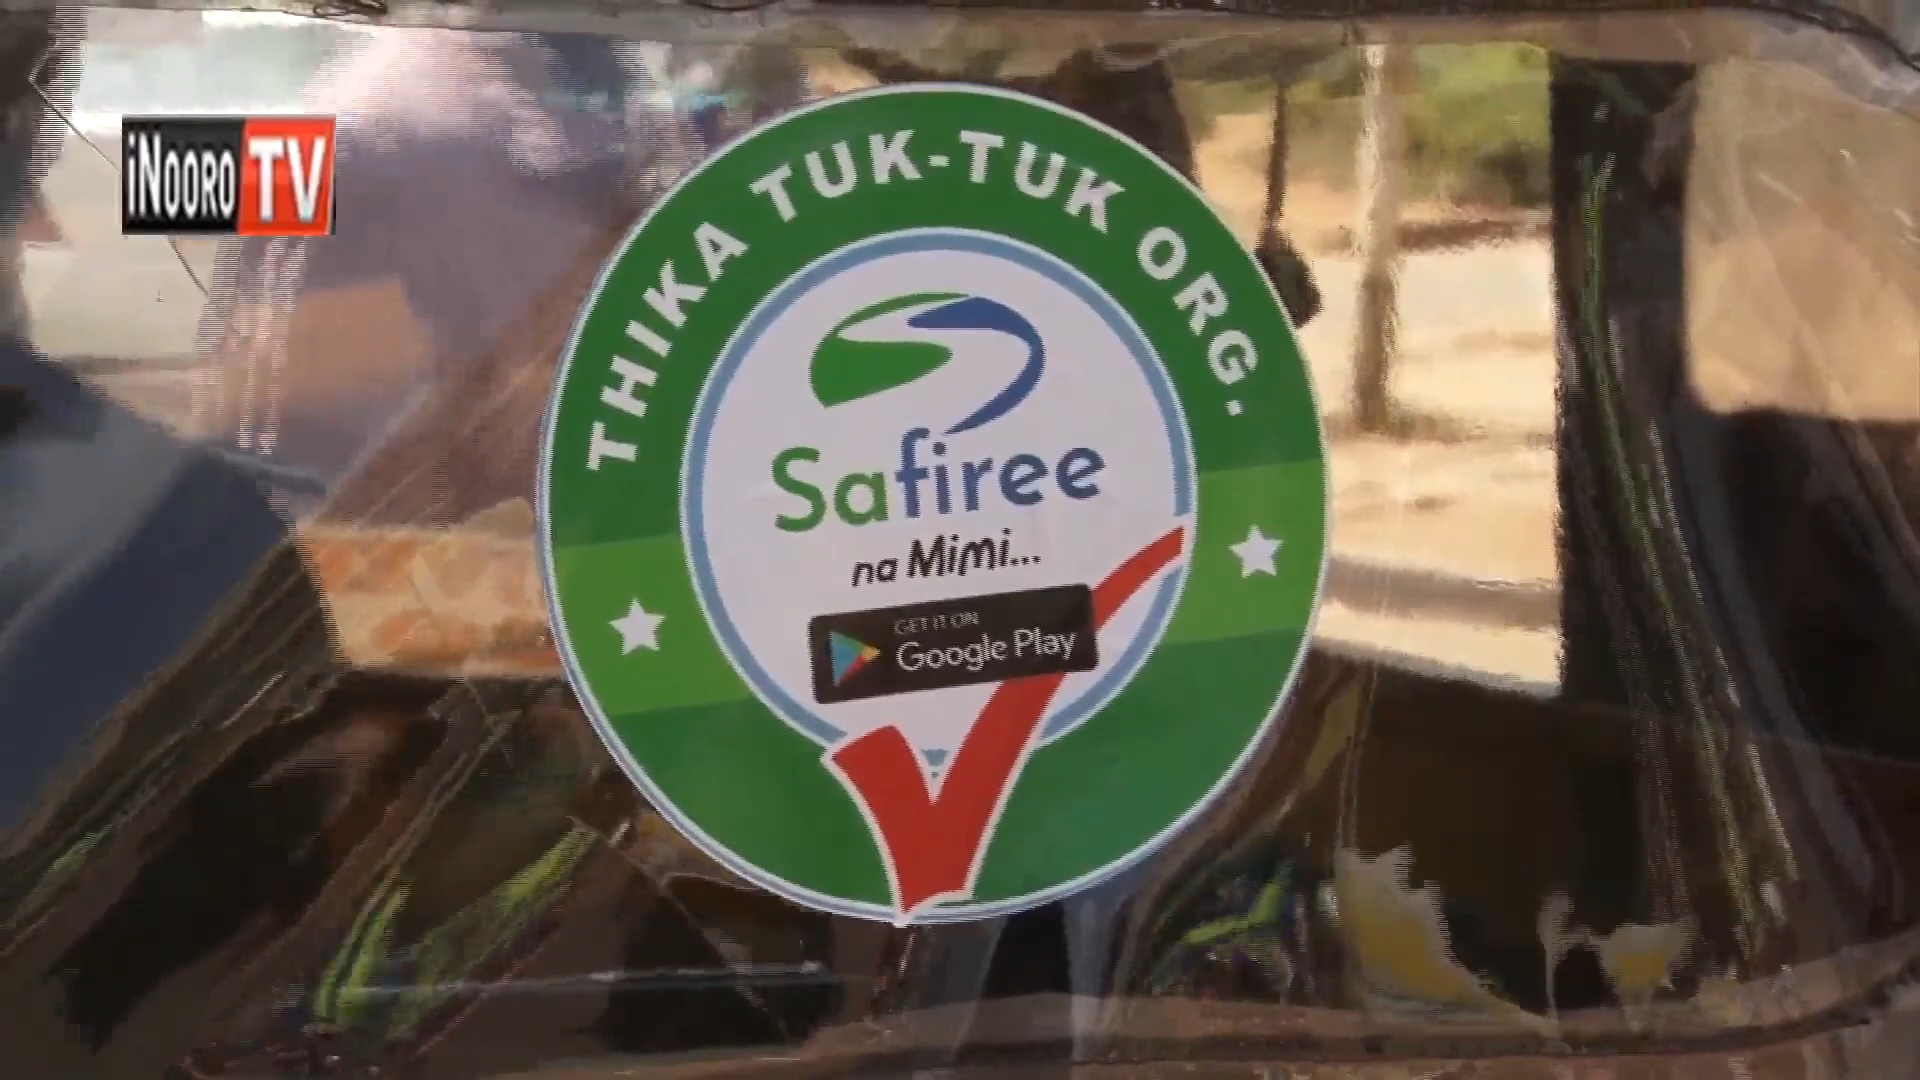 iNOORO TV
THIKA TUK-TUK ORG.
Safiree
na Mimi...
GET IT ON
Google Play